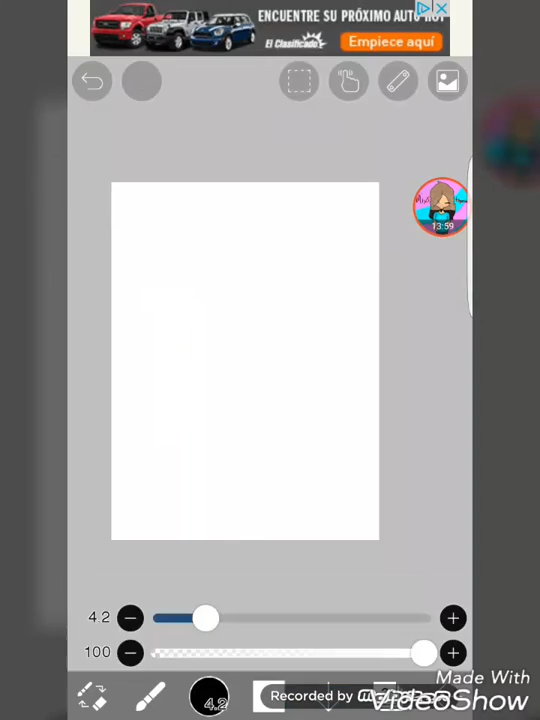 ENCUENTRE SU PRÓXIMO AUTO HOY
El Clasificado
Empiece aquí
13:59
4.2
100
4.2
Recorded by
Made With
VideoShow